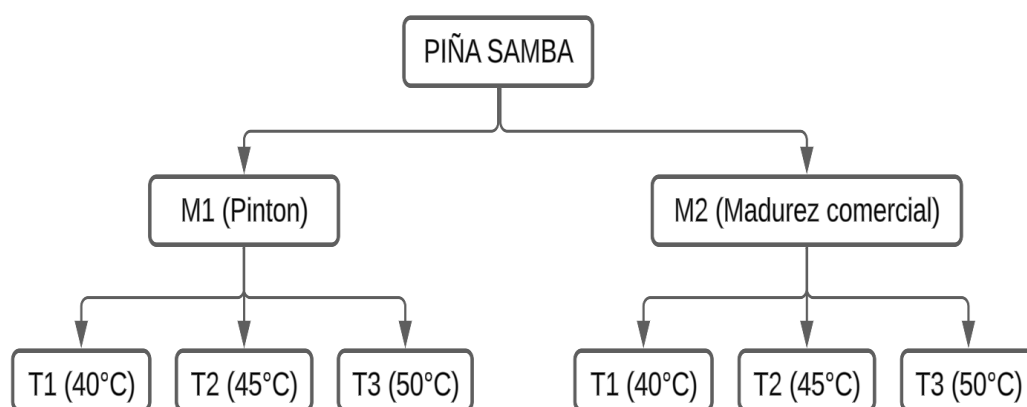 PIÑA SAMBA
M1 (Pinton)
M2 (Madurez comercial)
T1 (40°C)
T2 (45°C)
T3 (50°C)
T1 (40°C)
T2 (45°C)
T3 (50°C)